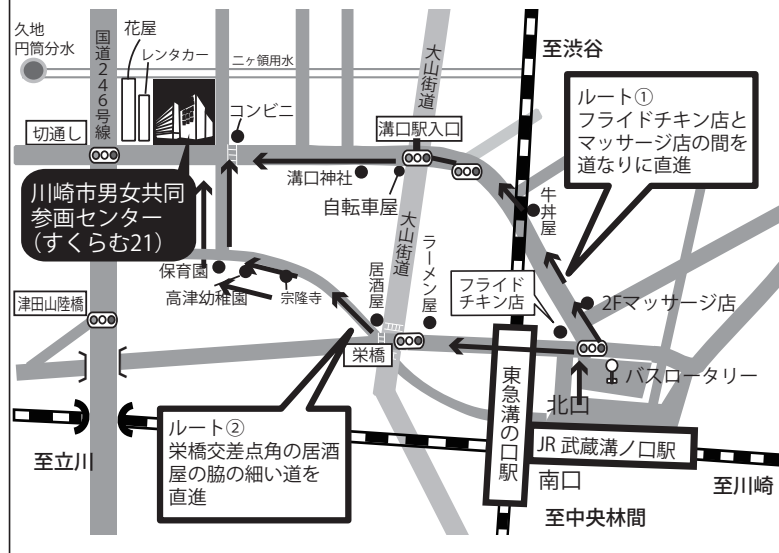 久地
円筒分水
国道246号線
花屋
レンタカー
二ヶ領用水
大山街道
至渋谷
ルート①
フライドチキン店と
マッサージ店の間を
道なりに直進
コンビニ
切通し
溝口駅入口
川崎市男女共同
参画センター
(すくらむ21)
溝口神社
自転車屋
牛丼屋
大山街道
ラーメン屋
居酒屋
保育園
高津幼稚園
宗隆寺
フライド
チキン店
2Fマッサージ店
津田山陸橋
栄橋
バスロータリー
北口
東急溝の口駅
JR 武蔵溝ノ口駅
南口
ルート②
栄橋交差点角の居酒
屋の脇の細い道を
直進
至立川
至川崎
至中央林間